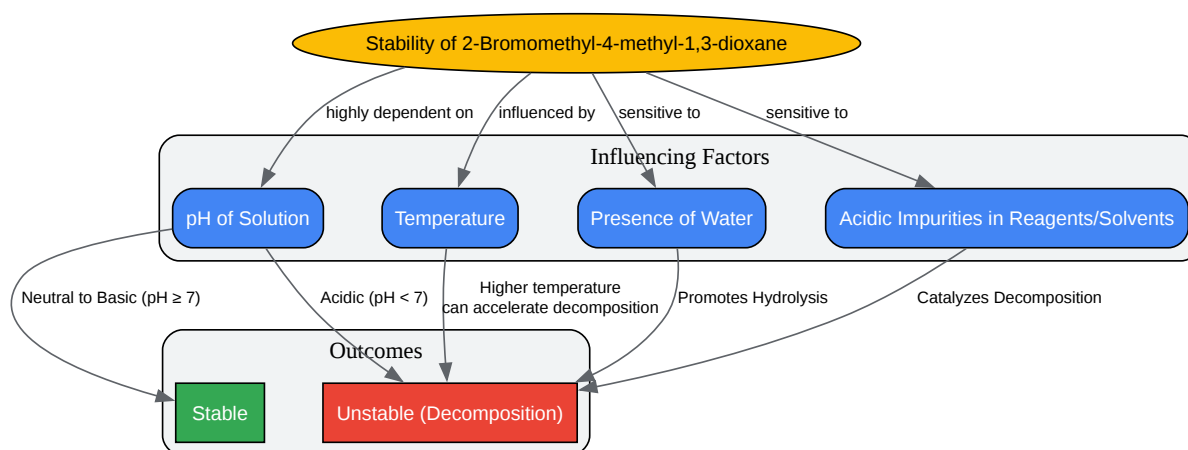 Stability of 2-Bromomethyl-4-methyl-1,3-dioxane
highly dependent on
influenced by
sensitive to
sensitive to
Influencing Factors
pH of Solution
Temperature
Presence of Water
Acidic Impurities in Reagents/Solvents
Neutral to Basic (pH ≥ 7)
Acidic (pH < 7)
Higher temperature
can accelerate decomposition
Promotes Hydrolysis
Catalyzes Decomposition
Outcomes
Stable
Unstable (Decomposition)